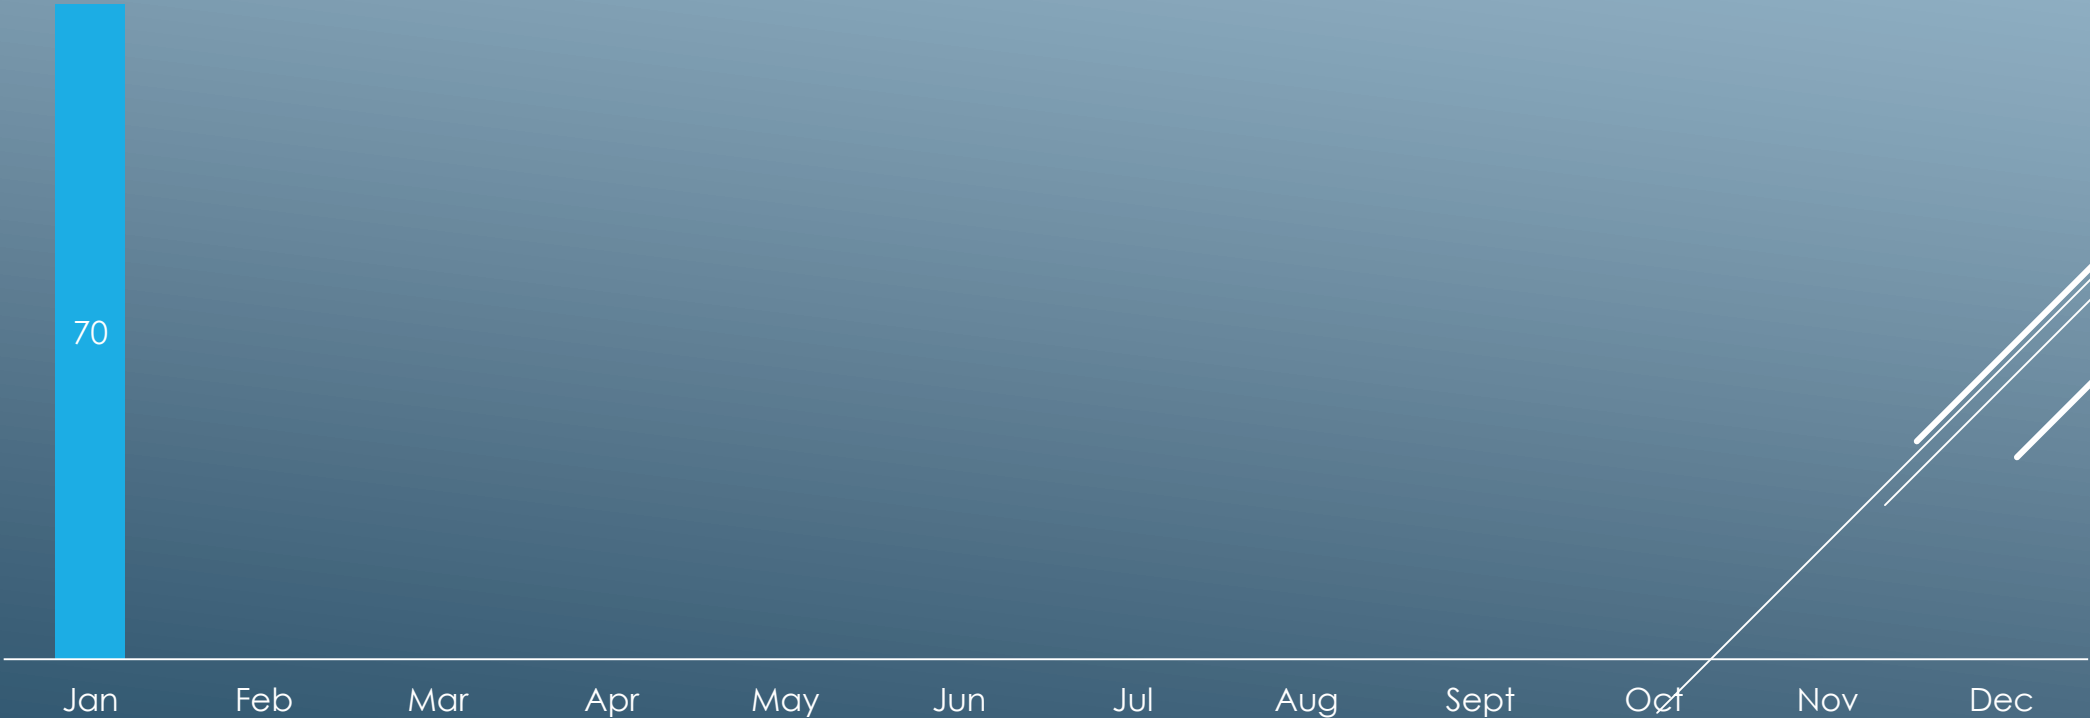 70
Jan Feb Mar Apr May Jun Jul Aug Sept Oct Nov Dec